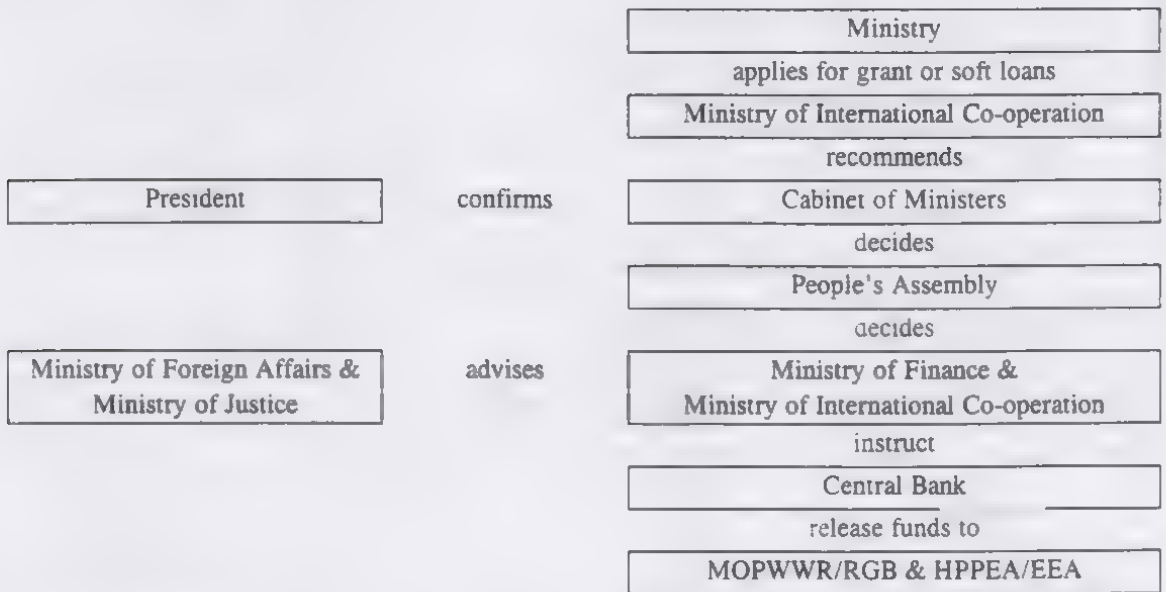 Ministry
applies for grant or soft loans
Ministry of International Co-operation
recommends
President confirms Cabinet of Ministers
decides
People's Assembly
decides
Ministry of Foreign Affairs & advises Ministry of Finance &
Ministry of Justice Ministry of International Co-operation
instruct
Central Bank
release funds to
MOPWWR/RGB & HPPEA/EEA